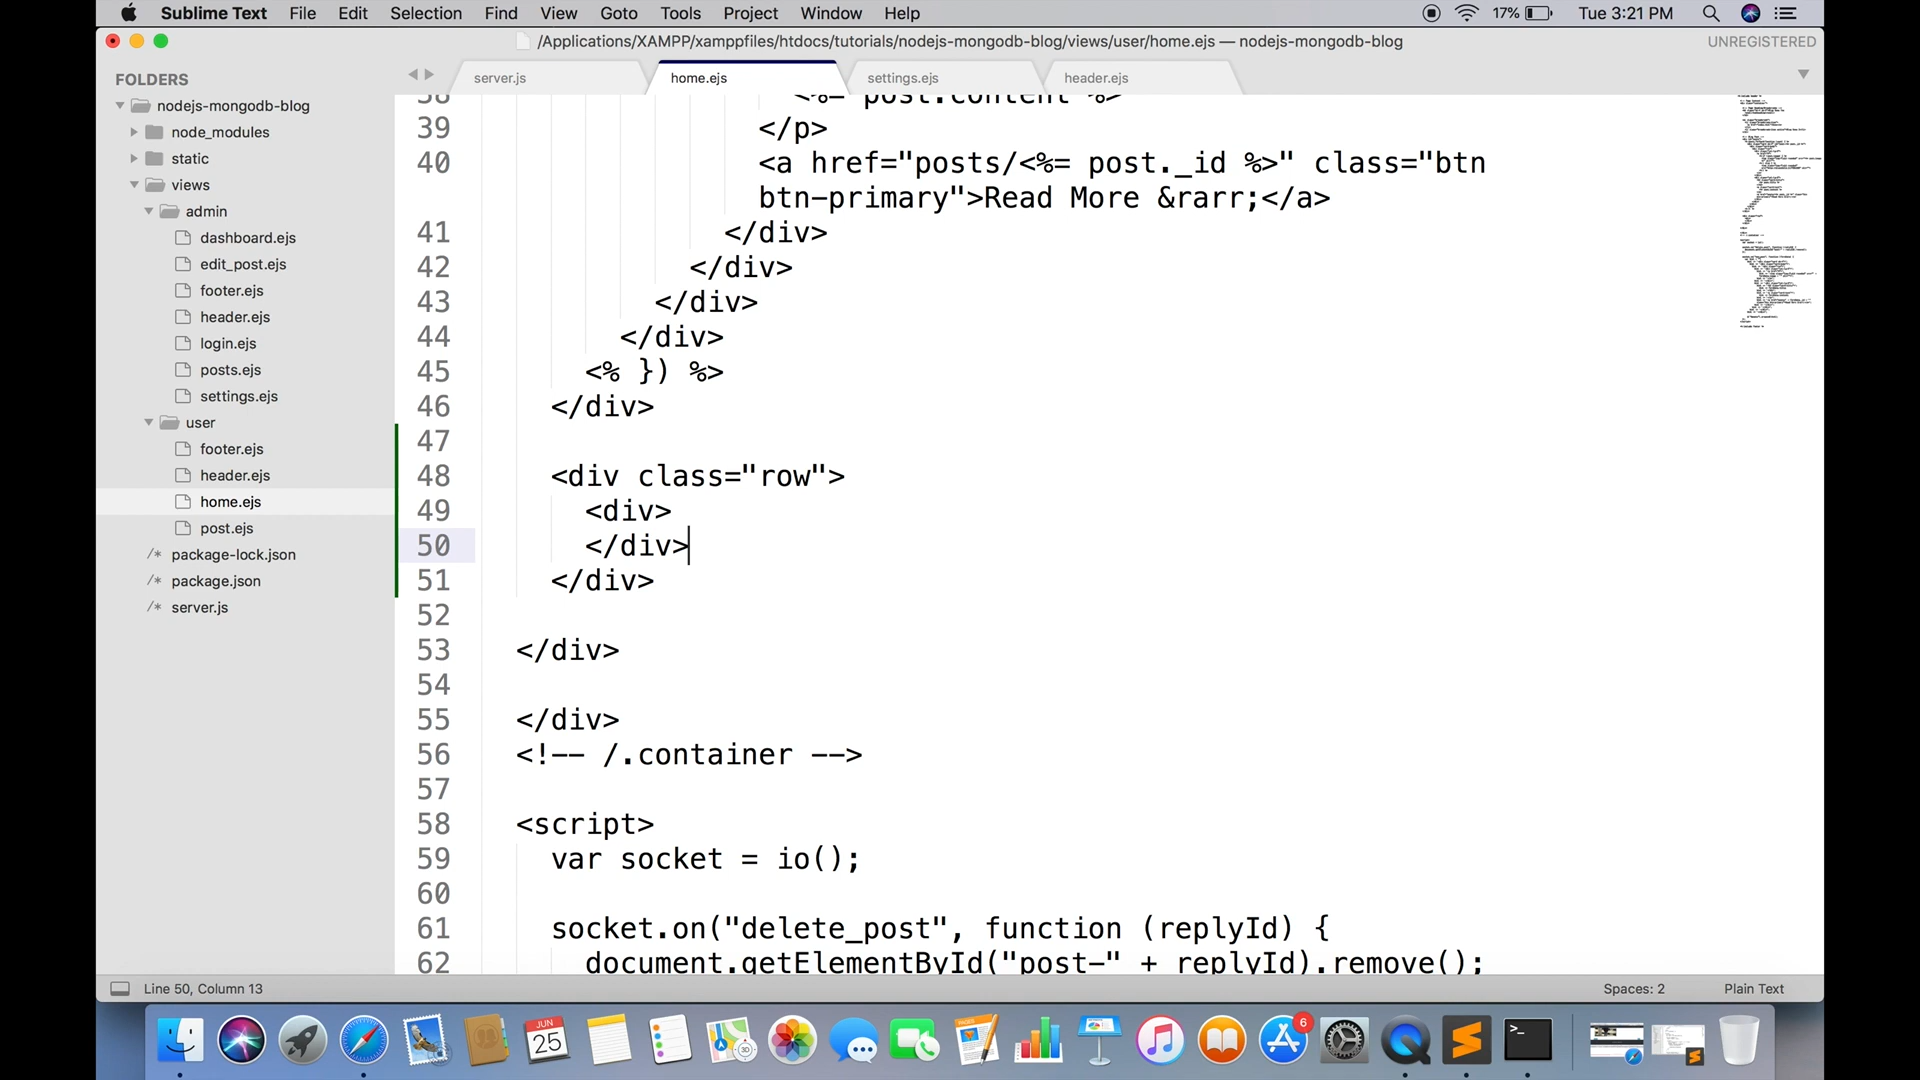 Sublime Text File Edit Selection Find View Goto Tools Project Window Help 17% Tue 3:21 PM
/Applications/XAMPP/xamppfiles/htdocs/tutorials/nodejs-mongodb-blog/views/user/home.ejs — nodejs-mongodb-blog UNREGISTERED
FOLDERS
nodejs-mongodb-blog
node_modules
static
views
admin
dashboard.ejs
edit_post.ejs
footer.ejs
header.ejs
login.ejs
posts.ejs
settings.ejs
user
footer.ejs
header.ejs
home.ejs
post.ejs
/* package-lock.json
/* package.json
/* server.js
server.js home.ejs settings.ejs header.ejs
38 <%= post.content %>
39 </p>
40 <a href="posts/<%= post._id %>" class="btn
btn-primary">Read More &rarr;</a>
41 </div>
42 </div>
43 </div>
44 </div>
45 <% }) %>
46 </div>
47
48 <div class="row">
49 <div>
50 </div>
51 </div>
52
53 </div>
54
55 </div>
56 <!-- /.container -->
57
58 <script>
59 var socket = io();
60
61 socket.on("delete_post", function (replyId) {
62 document.getElementById("post-" + replyId).remove();
Line 50, Column 13 Spaces: 2 Plain Text
JUN
25
6